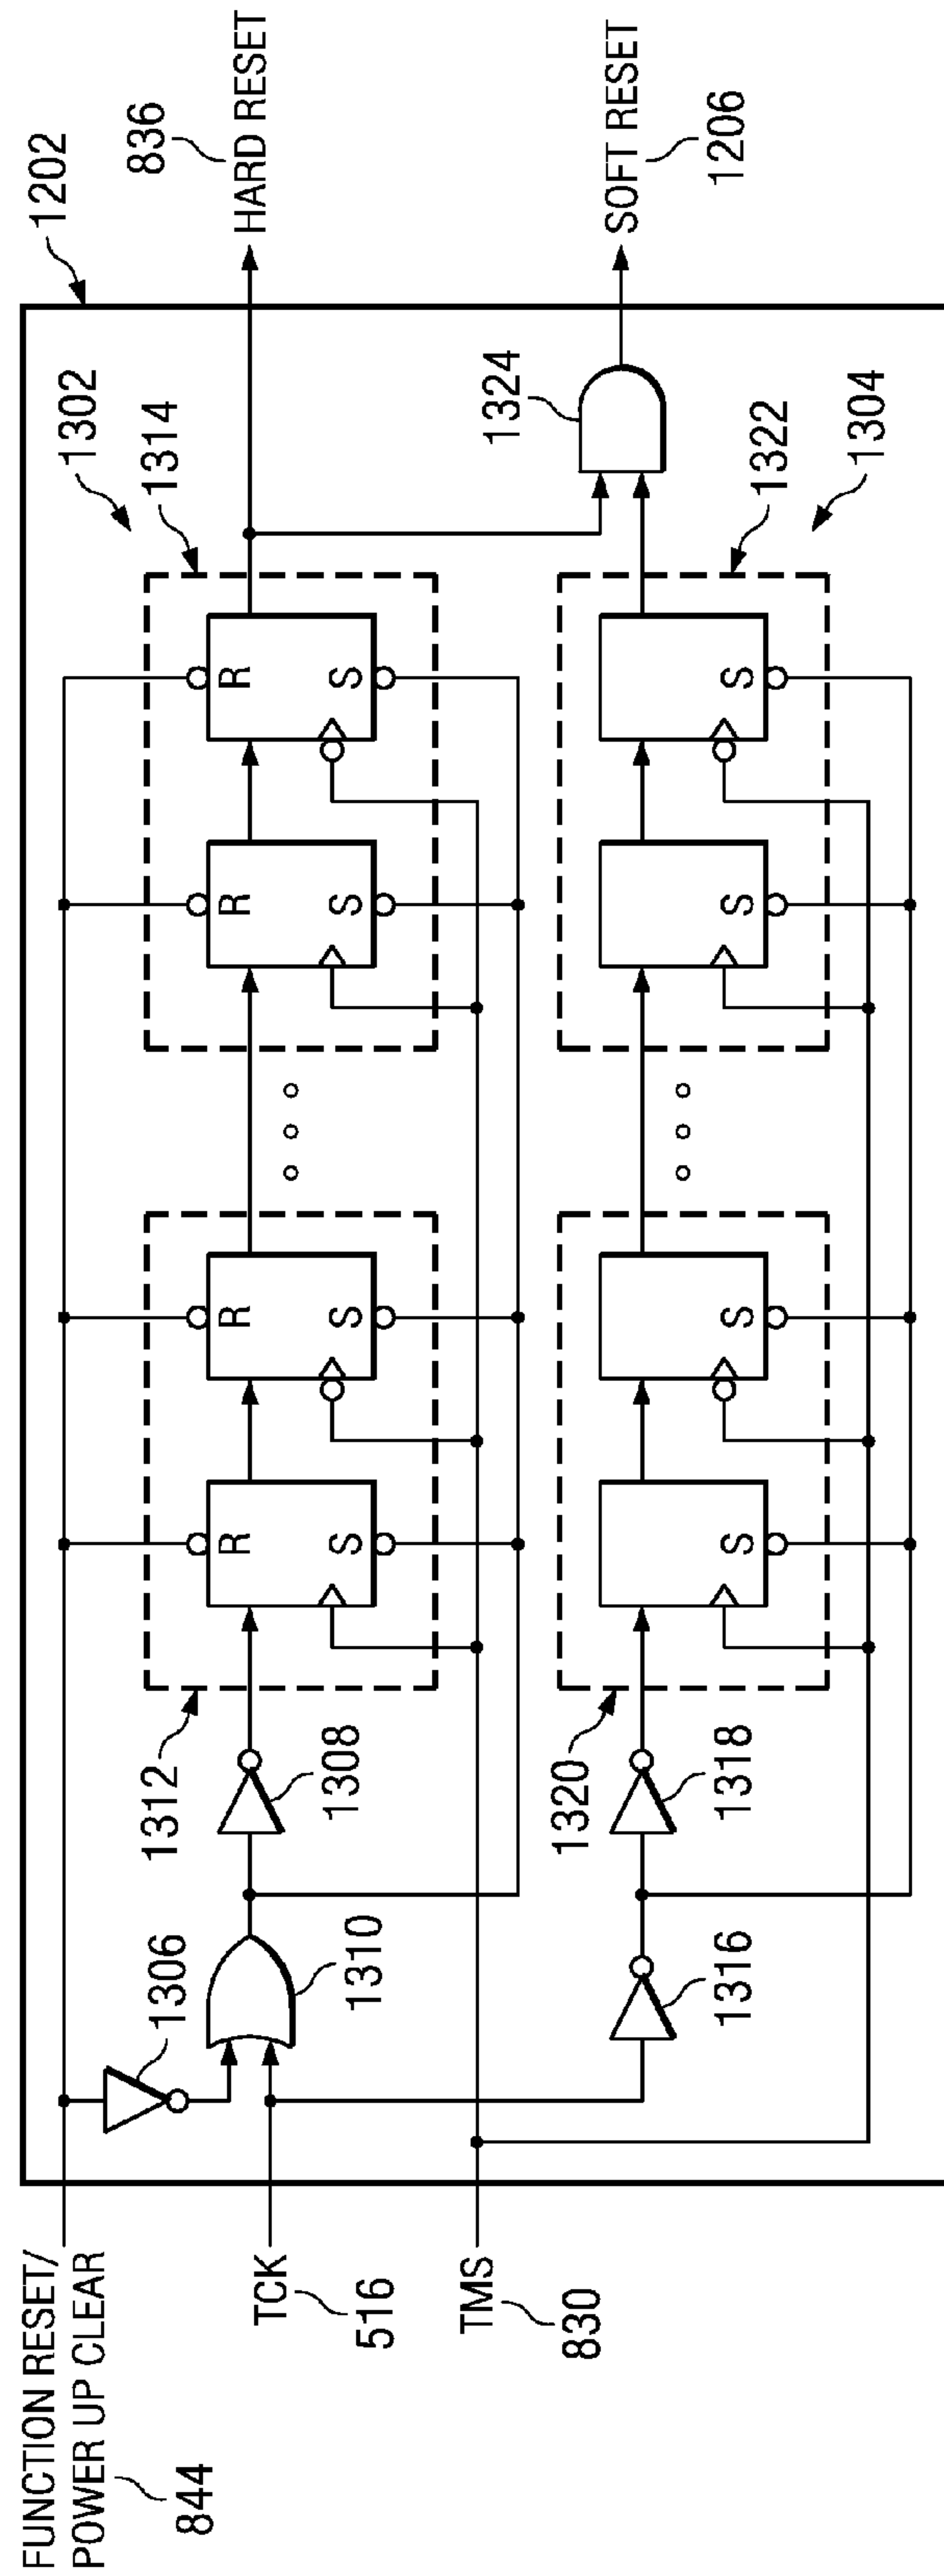 FUNCTION RESET/
POWER UP CLEAR
844
TCK
516
TMS
830
1306
1310
1316
1308
1318
1312
1320
R
S
R
S
R
S
R
S
S
S
S
S
1314
1302
1322
1304
1324
1202
836
HARD RESET
SOFT RESET
1206